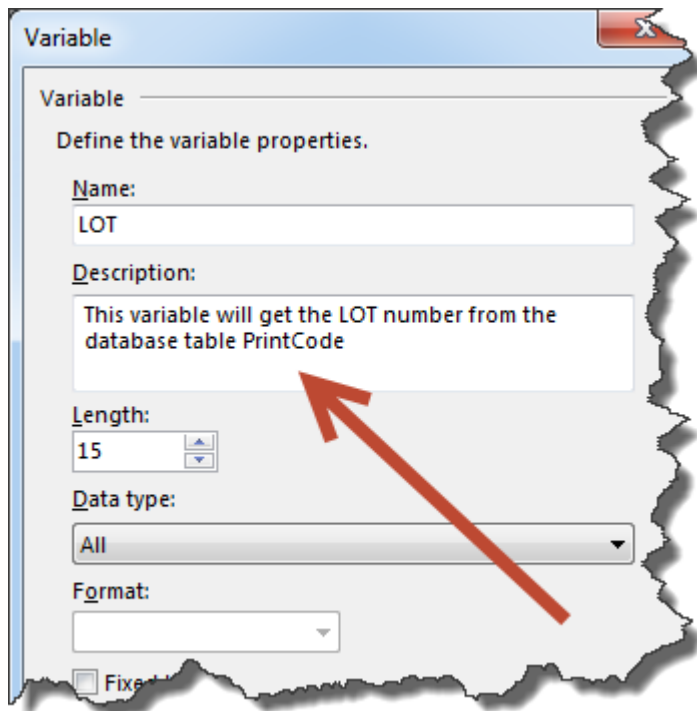 Variable
Variable
Define the variable properties.
Name:
LOT
Description:
This variable will get the LOT number from the
database table PrintCode
Length:
15
Data type:
All
Format: